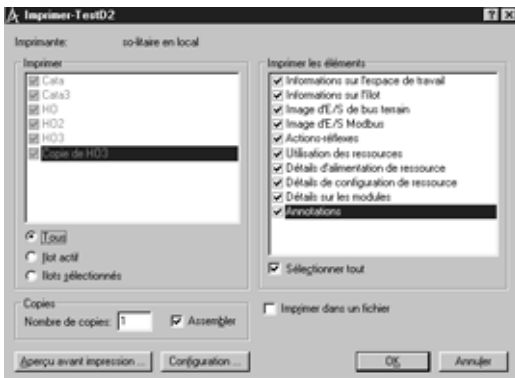 Imprimer-TestD2
Imprimante: so-litaire en local
Imprimer
Cata
Cata3
HO
HO2
HO3
Copie de HO3
Tous
Îlot actif
Îlots sélectionnés
Copies
Nombre de copies: 1
Assembler
Aperçu avant impression ...
Configuration ...
Imprimer les éléments
Informations sur l'espace de travail
Informations sur l'îlot
Image d'E/S de bus terrain
Image d'E/S Modbus
Actions-réflexes
Utilisation des ressources
Détails d'alimentation de ressource
Détails de configuration de ressource
Détails sur les modules
Annotations
Sélectionner tout
Imprimer dans un fichier
OK
Annuler